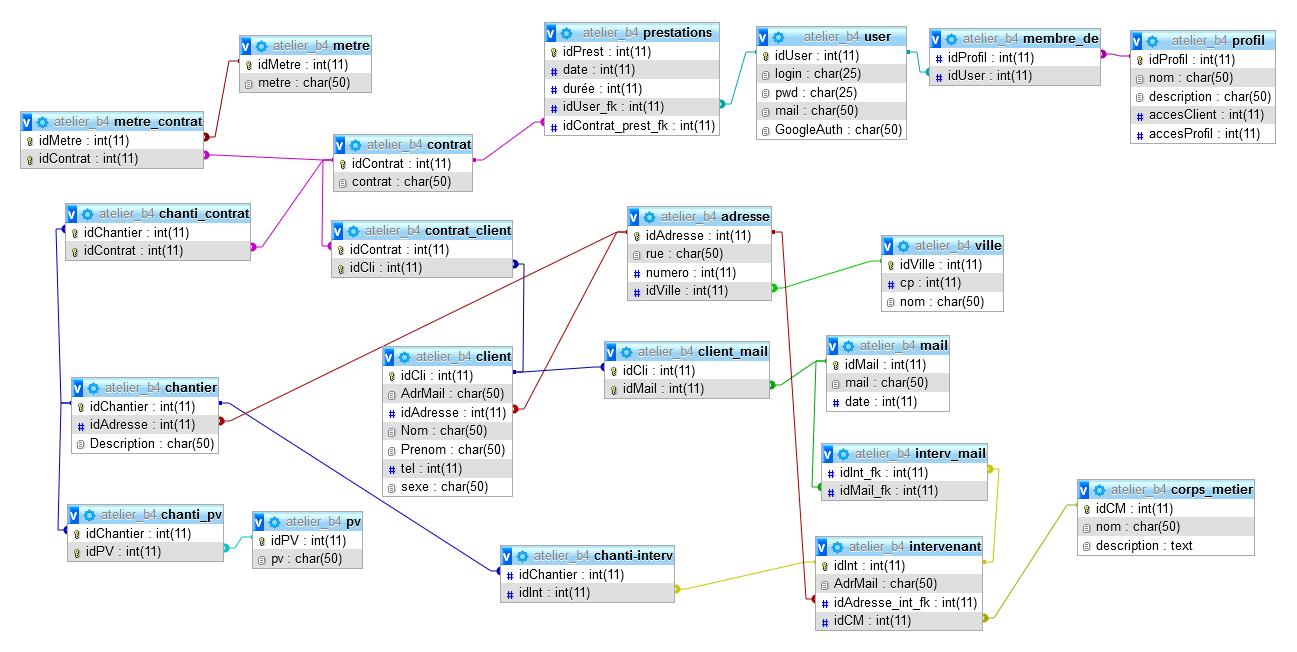 atelier_b4 metre
idMetre : int(11)
metre : char(50)
atelier_b4 prestations
idPrest : int(11)
date : int(11)
durée : int(11)
idUser_fk : int(11)
idContrat_prest_fk : int(11)
atelier_b4 user
idUser : int(11)
login : char(25)
pwd : char(25)
mail : char(50)
GoogleAuth : char(50)
atelier_b4 membre_de
idProfil : int(11)
idUser : int(11)
atelier_b4 profil
idProfil : int(11)
nom : char(50)
description : char(50)
accesClient : int(11)
accesProfil : int(11)
atelier_b4 metre_contrat
idMetre : int(11)
idContrat : int(11)
atelier_b4 contrat
idContrat : int(11)
contrat : char(50)
atelier_b4 chanti_contrat
idChantier : int(11)
idContrat : int(11)
atelier_b4 contrat_client
idContrat : int(11)
idCli : int(11)
atelier_b4 adresse
idAdresse : int(11)
rue : char(50)
numero : int(11)
idVille : int(11)
atelier_b4 ville
idVille : int(11)
cp : int(11)
nom : char(50)
atelier_b4 chantier
idChantier : int(11)
idAdresse : int(11)
Description : char(50)
atelier_b4 client
idCli : int(11)
AdrMail : char(50)
idAdresse : int(11)
Nom : char(50)
Prenom : char(50)
tel : int(11)
sexe : char(50)
atelier_b4 client_mail
idCli : int(11)
idMail : int(11)
atelier_b4 mail
idMail : int(11)
mail : char(50)
date : int(11)
atelier_b4 interv_mail
idInt_fk : int(11)
idMail_fk : int(11)
atelier_b4 corps_metier
idCM : int(11)
nom : char(50)
description : text
atelier_b4 chanti_pv
idChantier : int(11)
idPV : int(11)
atelier_b4 pv
idPV : int(11)
pv : char(50)
atelier_b4 chanti-interv
idChantier : int(11)
idInt : int(11)
atelier_b4 intervenant
idInt : int(11)
AdrMail : char(50)
idAdresse_int_fk : int(11)
idCM : int(11)